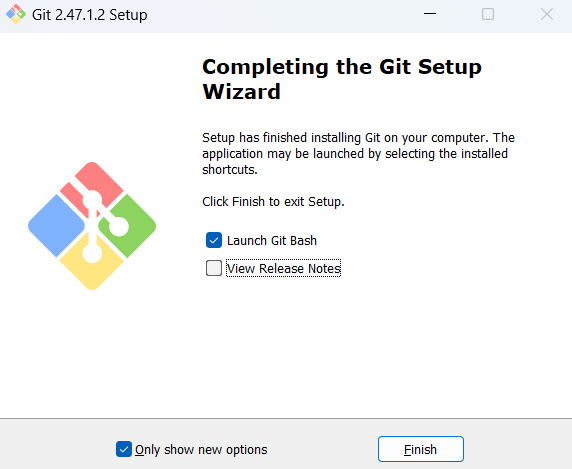 Git 2.47.1.2 Setup
Completing the Git Setup
Wizard
Setup has finished installing Git on your computer. The
application may be launched by selecting the installed
shortcuts.
Click Finish to exit Setup.
Launch Git Bash
View Release Notes
Only show new options
Finish